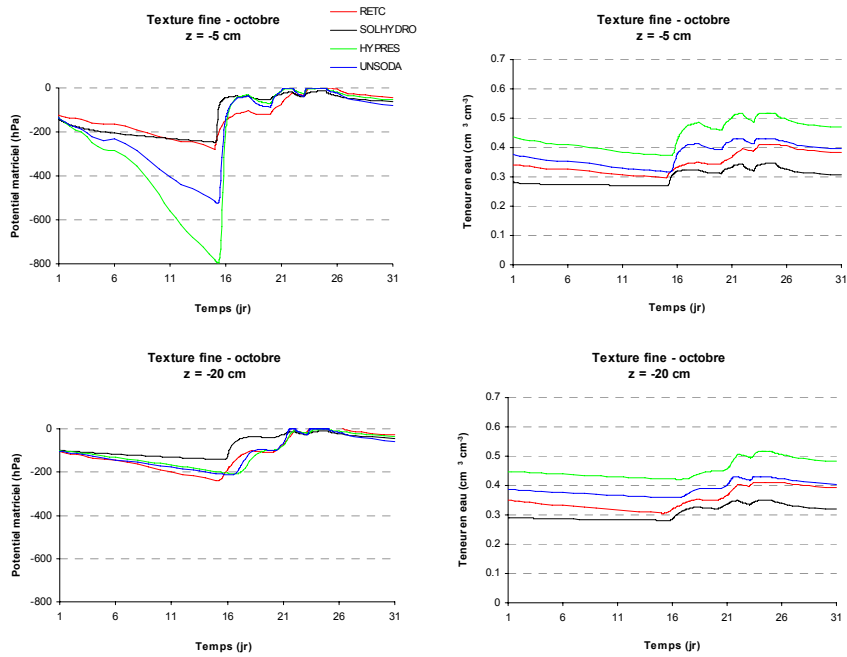 Texture fine - octobre
z = -5 cm
RETC
SOLHYDRO
HYPRES
UNSODA
Potentiel matriciel (hPa)
0
-200
-400
-600
-800
1 6 11 16 21 26 31
Temps (jr)
Texture fine - octobre
z = -5 cm
Teneur en eau (cm ³ cm-³)
0.7
0.6
0.5
0.4
0.3
0.2
0.1
0
1 6 11 16 21 26 31
Temps (jr)
Texture fine - octobre
z = -20 cm
Potentiel matriciel (hPa)
0
-200
-400
-600
-800
1 6 11 16 21 26 31
Temps (jr)
Texture fine - octobre
z = -20 cm
Teneur en eau (cm ³ cm-³)
0.7
0.6
0.5
0.4
0.3
0.2
0.1
0
1 6 11 16 21 26 31
Temps (jr)